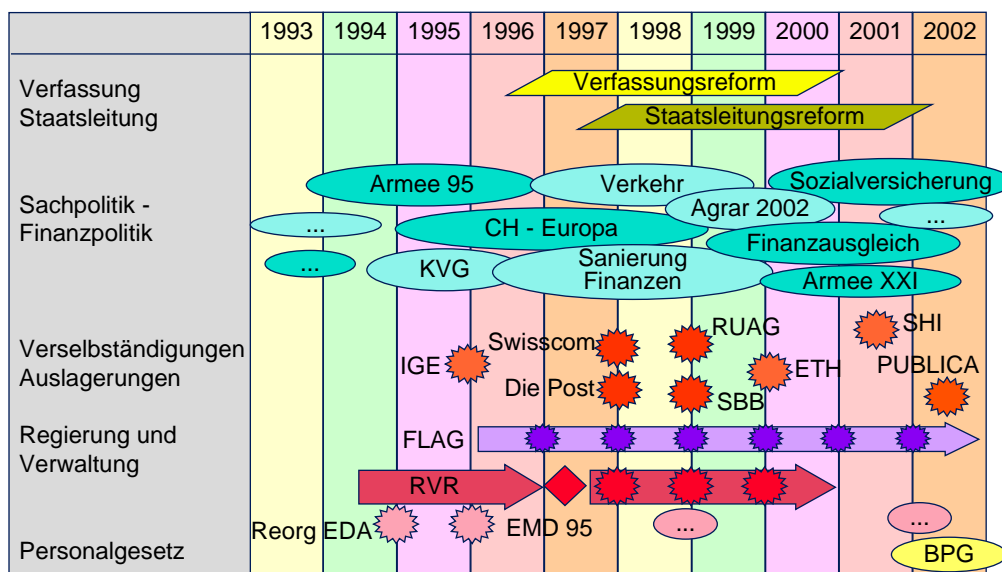 1993 1994 1995 1996 1997 1998 1999 2000 2001 2002
Verfassung
Staatsleitung
Verfassungsreform
Staatsleitungsreform
Sachpolitik -
Finanzpolitik
Armee 95
Verkehr
Sozialversicherung
Agrar 2002
...
...
CH - Europa
Finanzausgleich
...
KVG
Sanierung
Finanzen
Armee XXI
Verselbständigungen
Auslagerungen
IGE
Swisscom
RUAG
SHI
Die Post
SBB
ETH
PUBLICA
Regierung und
Verwaltung
FLAG
RVR
Reorg EDA
EMD 95
...
...
Personalgesetz
BPG